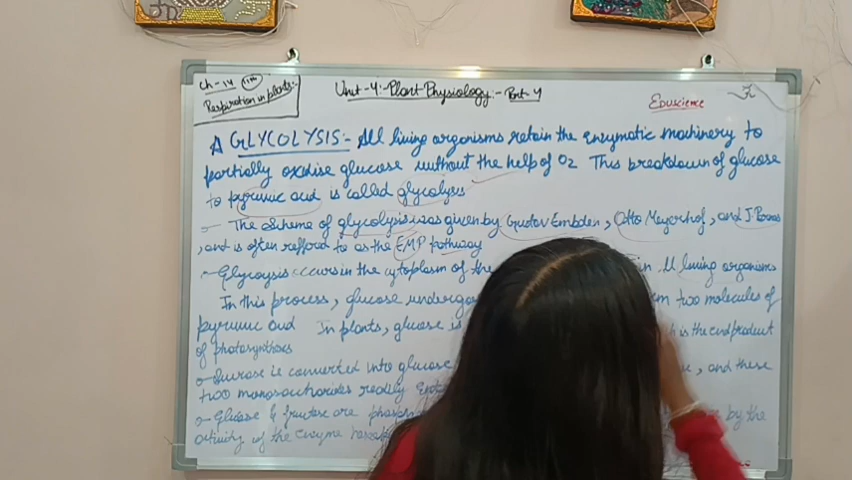 Ch-14 11th
Respiration in plants:-
Unit-4:- Plant Physiology:- Part-4
EDUSCIENCE
A GLYCOLYSIS:- All living organisms retain the enzymatic machinery to
partially oxidise glucose without the help of O2 This breakdown of glucose
to pyruvic acid is called glycolysis
The scheme of glycolysis was given by Gustav Embden, Otto Meyerhof, and J.
and is often refford to as the EMP pathway
Glycoysis occurs in the cytoplasm of the in all living organisms
In this process, glucose undergoes two molecules of
pyruvic acid In plants, glucose is is the end product
of photosynthesis
Sucrose is converted into glucose , and these
two monosaccharides readily
Glucose & fructose are by the
activity of the enzyme